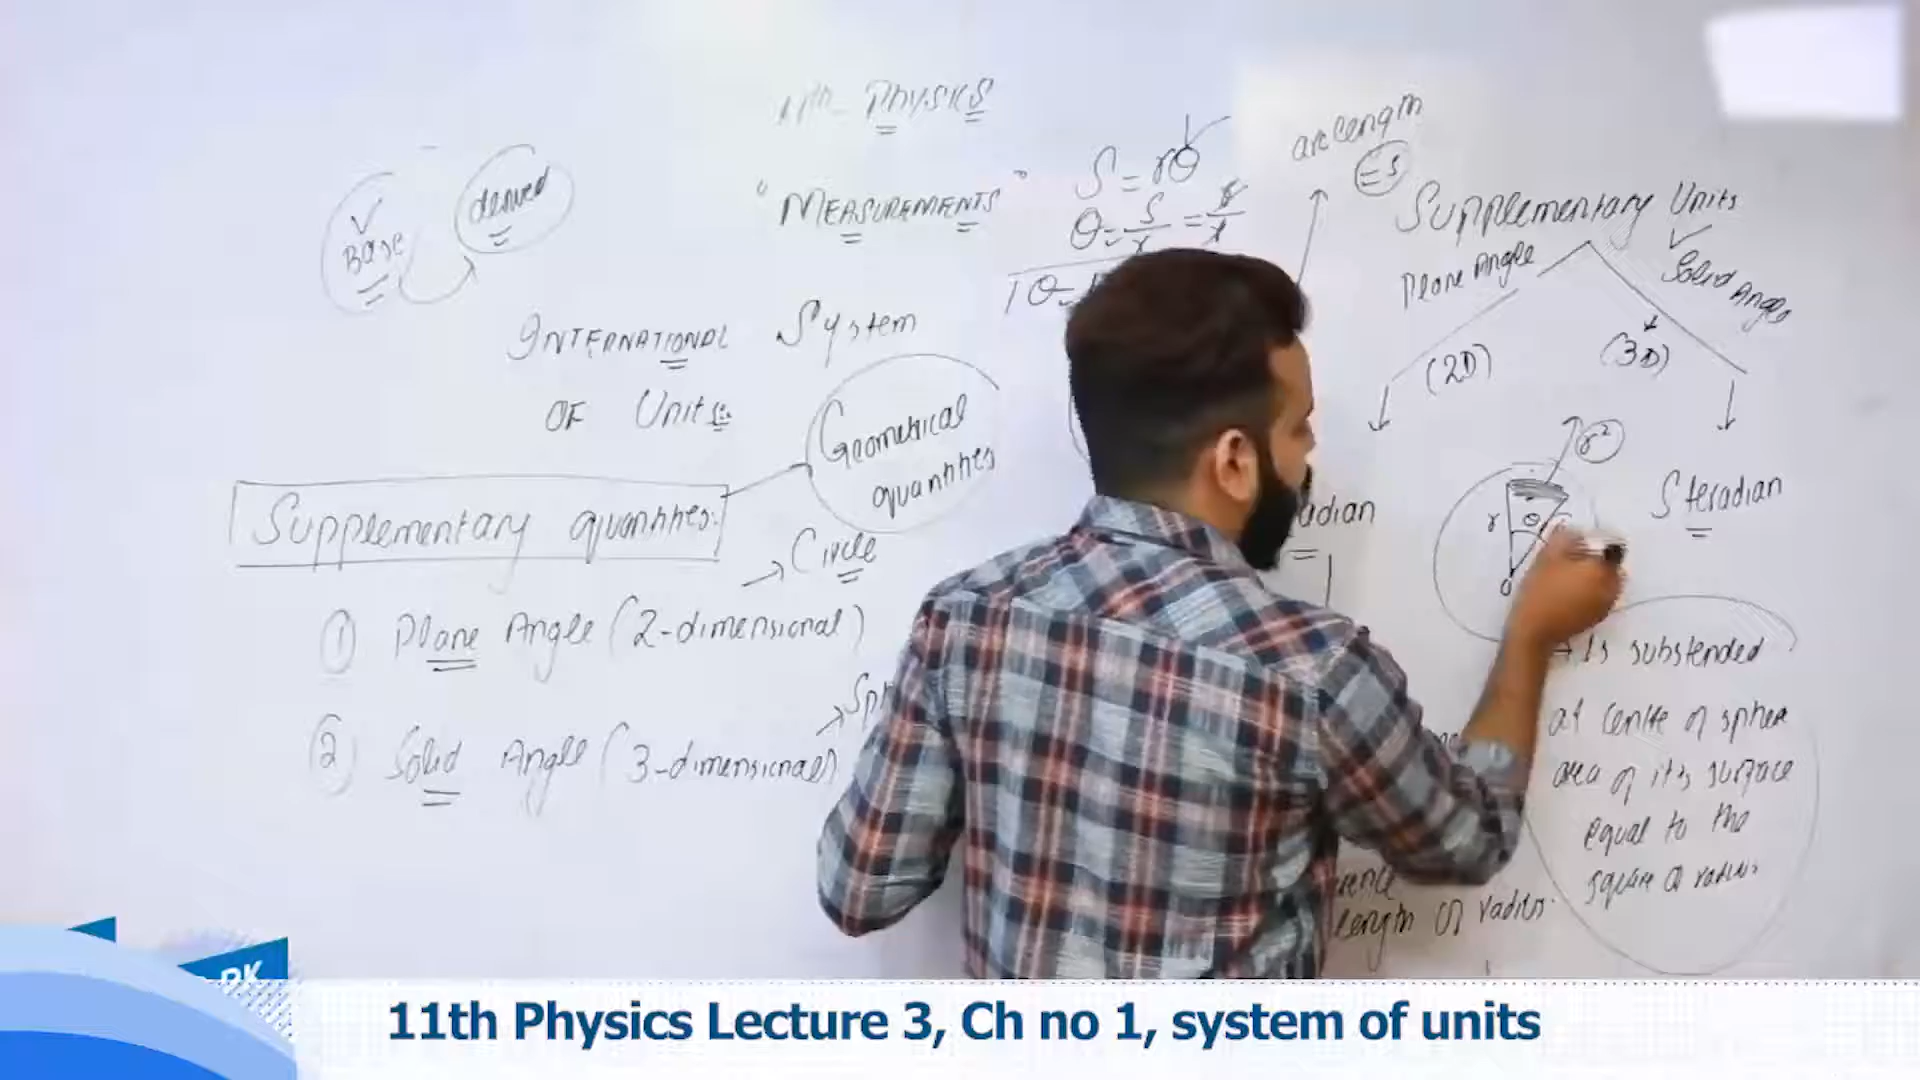 11th Physics
"MEASUREMENTS"
Base
derived
INTERNATIONAL System
OF Units
Geometrical
quantities
Supplementary quantities:
→ Circle
① Plane Angle (2-dimensional)
② Solid Angle (3-dimensional)
S = rθ
θ = S/r = r/r
arc length
= S
Supplementary Units
Plane Angle
Solid Angle
(2D)
(3D)
r²
r
θ
O
adian
Steradian
Is substended
at centre of sphere
area of its surface
equal to the
square of radius.
length of radius.
11th Physics Lecture 3, Ch no 1, system of units